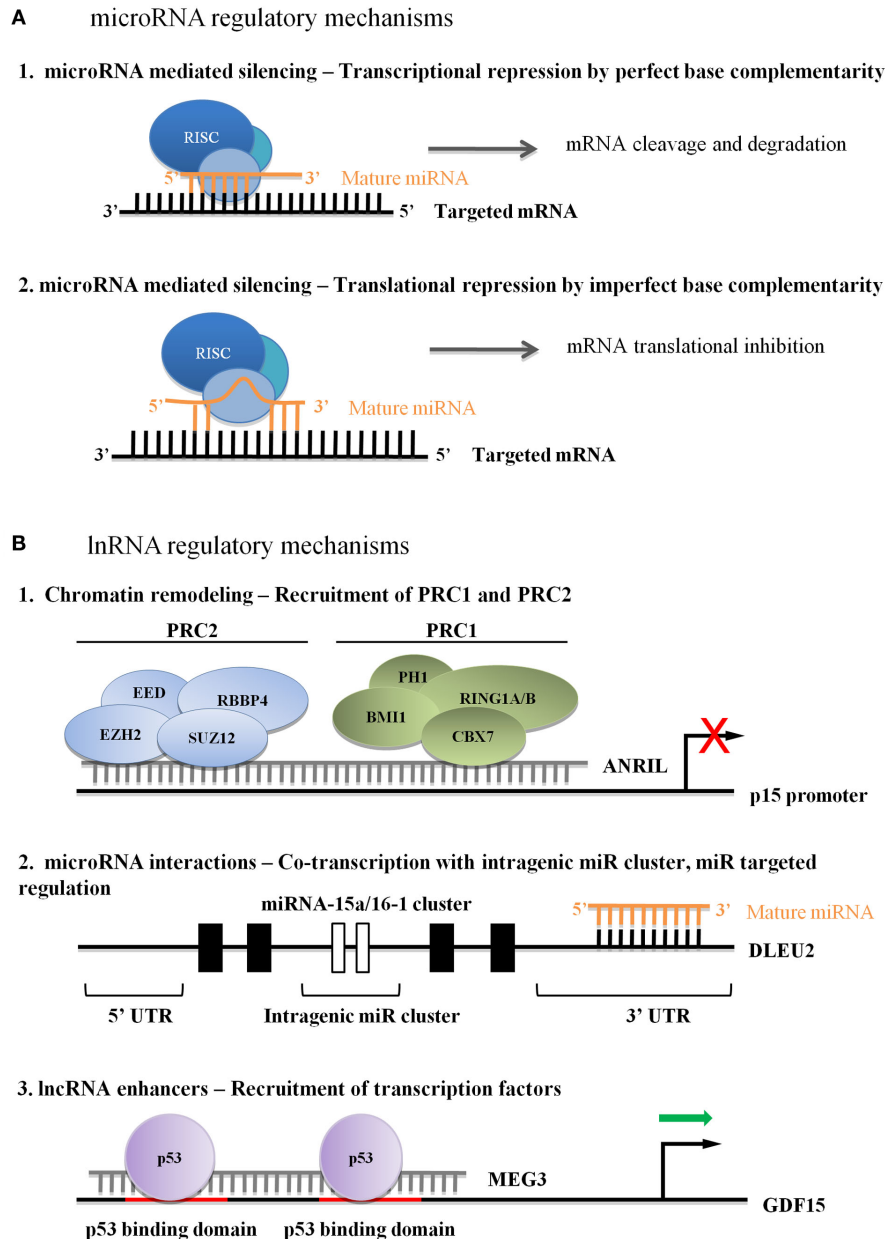 A microRNA regulatory mechanisms
1. microRNA mediated silencing – Transcriptional repression by perfect base complementarity
RISC
mRNA cleavage and degradation
5’ 3’ Mature miRNA
3’ 5’ Targeted mRNA
2. microRNA mediated silencing – Translational repression by imperfect base complementarity
RISC
mRNA translational inhibition
5’ 3’ Mature miRNA
3’ 5’ Targeted mRNA
B lnRNA regulatory mechanisms
1. Chromatin remodeling – Recruitment of PRC1 and PRC2
PRC2 PRC1
EED RBBP4 EZH2 SUZ12
PH1 RING1A/B BMI1 CBX7
ANRIL
X
p15 promoter
2. microRNA interactions – Co-transcription with intragenic miR cluster, miR targeted
regulation
miRNA-15a/16-1 cluster
5’ 3’ Mature miRNA
DLEU2
5’ UTR Intragenic miR cluster 3’ UTR
3. lncRNA enhancers – Recruitment of transcription factors
p53 p53
MEG3
GDF15
p53 binding domain p53 binding domain